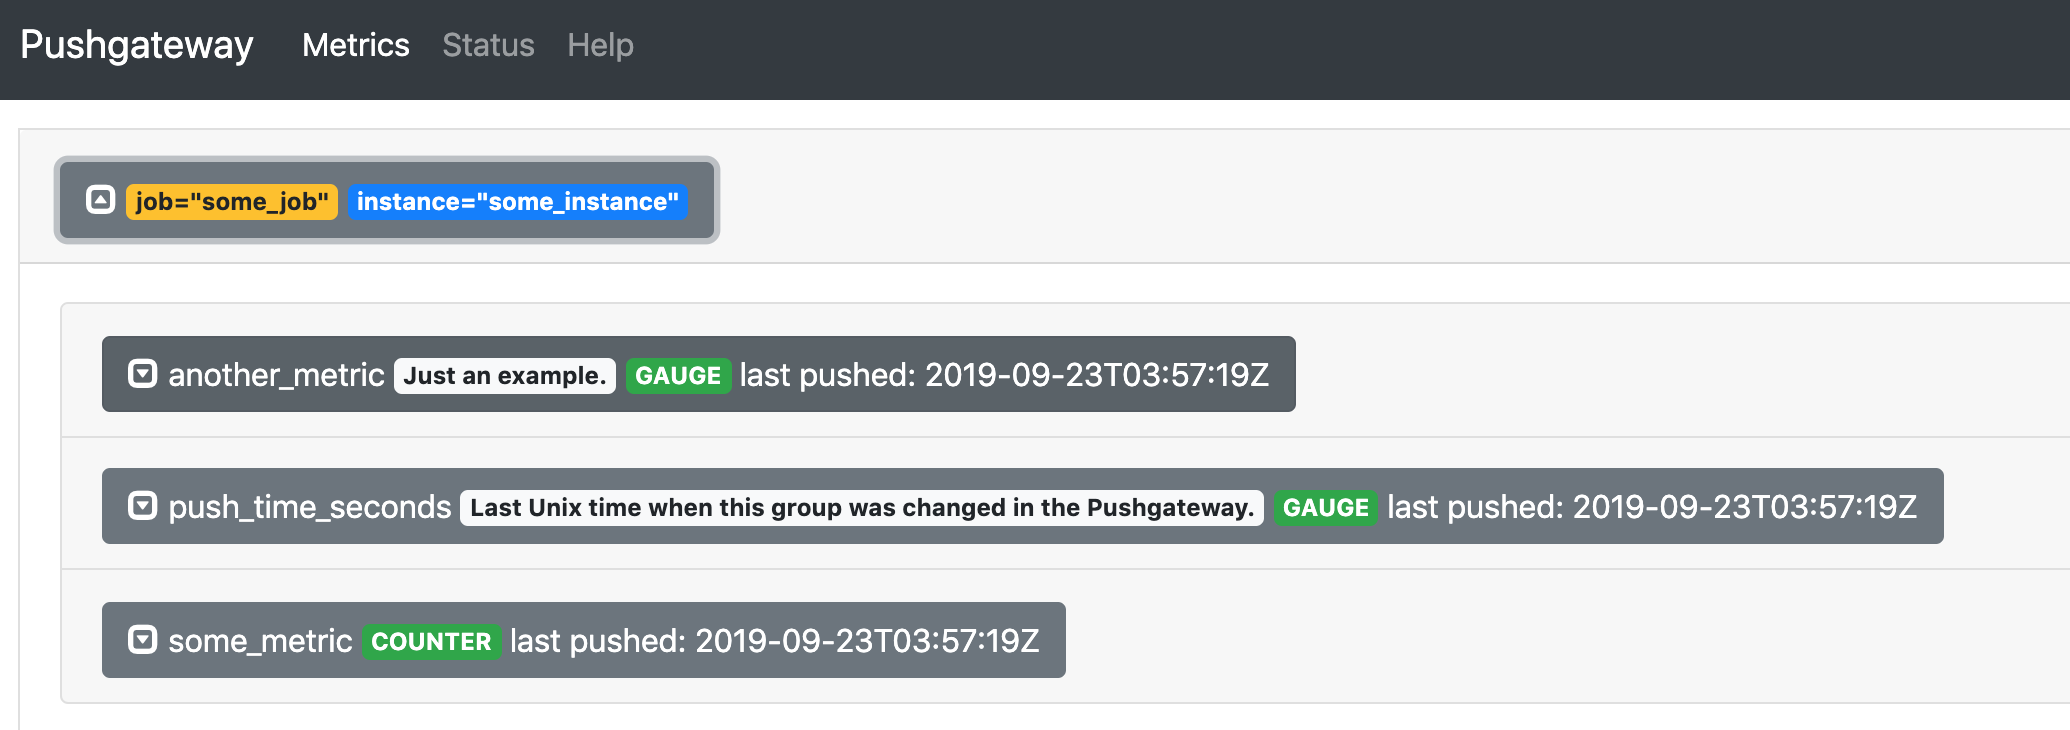 Pushgateway Metrics Status Help
job="some_job" instance="some_instance"
another_metric Just an example. GAUGE last pushed: 2019-09-23T03:57:19Z
push_time_seconds Last Unix time when this group was changed in the Pushgateway. GAUGE last pushed: 2019-09-23T03:57:19Z
some_metric COUNTER last pushed: 2019-09-23T03:57:19Z